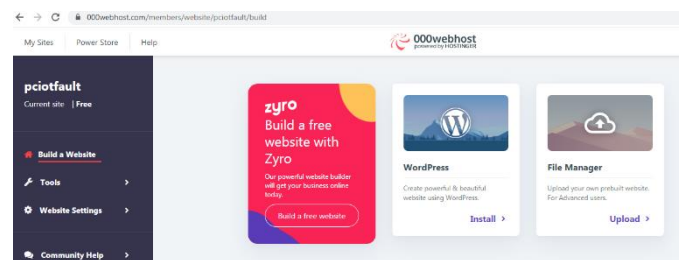 000webhost.com/members/website/pciotfault/build
My Sites Power Store Help
000webhost
powered by HOSTINGER
pciotfault
Current site | Free
Build a Website
Tools
Website Settings
Community Help
zyro
Build a free
website with
Zyro
Our powerful website builder
will get your business online
today.
Build a free website
WordPress
Create powerful & beautiful
website using WordPress.
Install
File Manager
Upload your own prebuilt website.
For Advanced users.
Upload